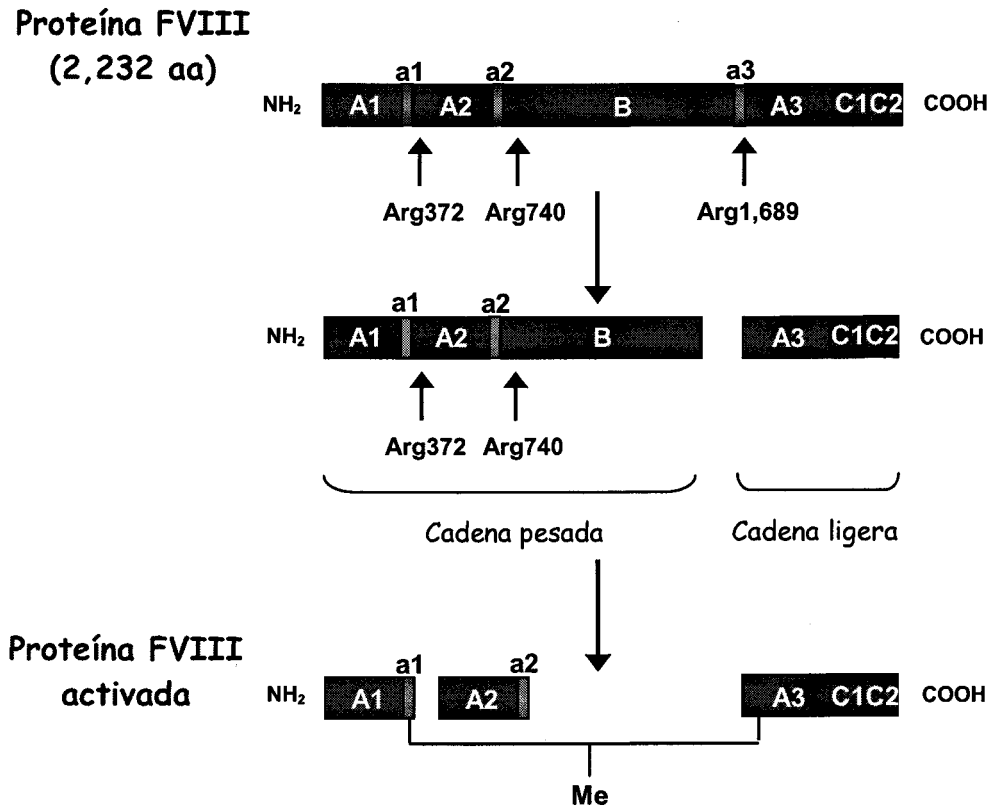 Proteína FVIII
(2,232 aa)
a1 a2 a3
NH2 A1 A2 B A3 C1C2 COOH
Arg372 Arg740 Arg1,689
a1 a2
NH2 A1 A2 B A3 C1C2 COOH
Arg372 Arg740
Cadena pesada Cadena ligera
Proteína FVIII
activada
a1 a2
NH2 A1 A2 A3 C1C2 COOH
Me